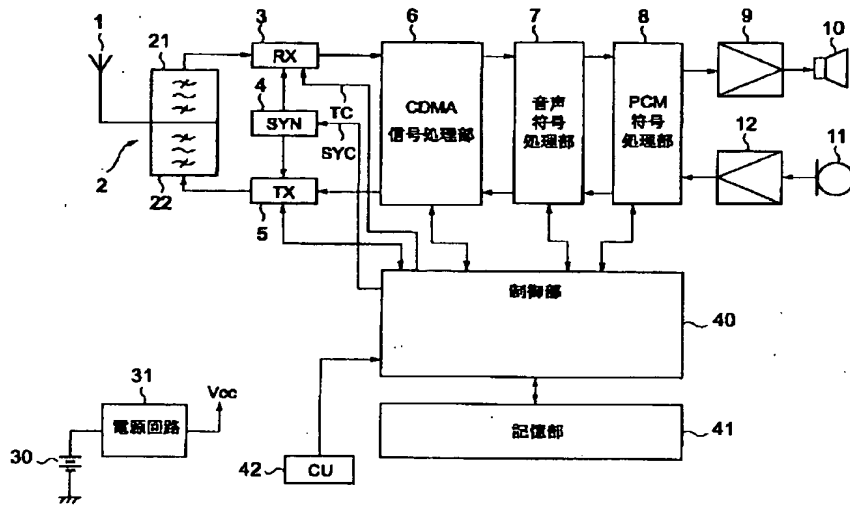 1
21
3
RX
4
SYN
TC
SYC
2
22
TX
5
6
CDMA
信号処理部
7
音声
符号
処理部
8
PCM
符号
処理部
9
10
12
11
制御部
40
31
Vcc
電源回路
30
記憶部
41
42
CU